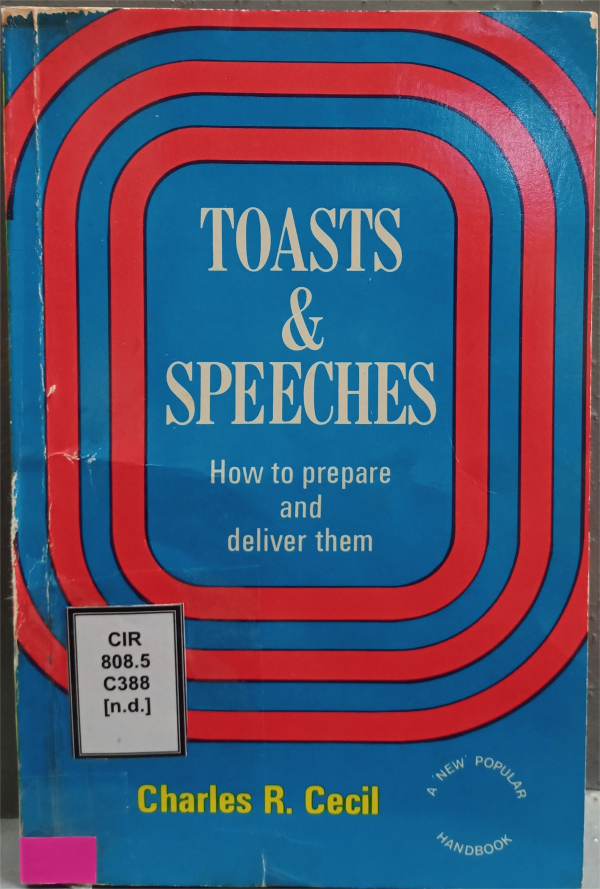 TOASTS
&
SPEECHES
How to prepare
and
deliver them
CIR
808.5
C388
[n.d.]
Charles R. Cecil
A 'NEW' POPULAR
HANDBOOK